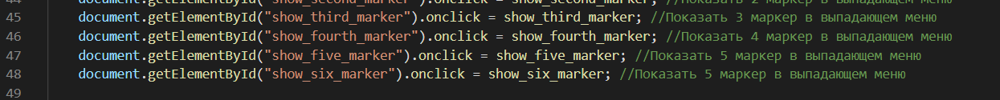 44 document.getElementById("show_second_marker").onclick = show_second_marker; //Показать 2 маркер в выпадающем меню
45 document.getElementById("show_third_marker").onclick = show_third_marker; //Показать 3 маркер в выпадающем меню
46 document.getElementById("show_fourth_marker").onclick = show_fourth_marker; //Показать 4 маркер в выпадающем меню
47 document.getElementById("show_five_marker").onclick = show_five_marker; //Показать 5 маркер в выпадающем меню
48 document.getElementById("show_six_marker").onclick = show_six_marker; //Показать 5 маркер в выпадающем меню
49